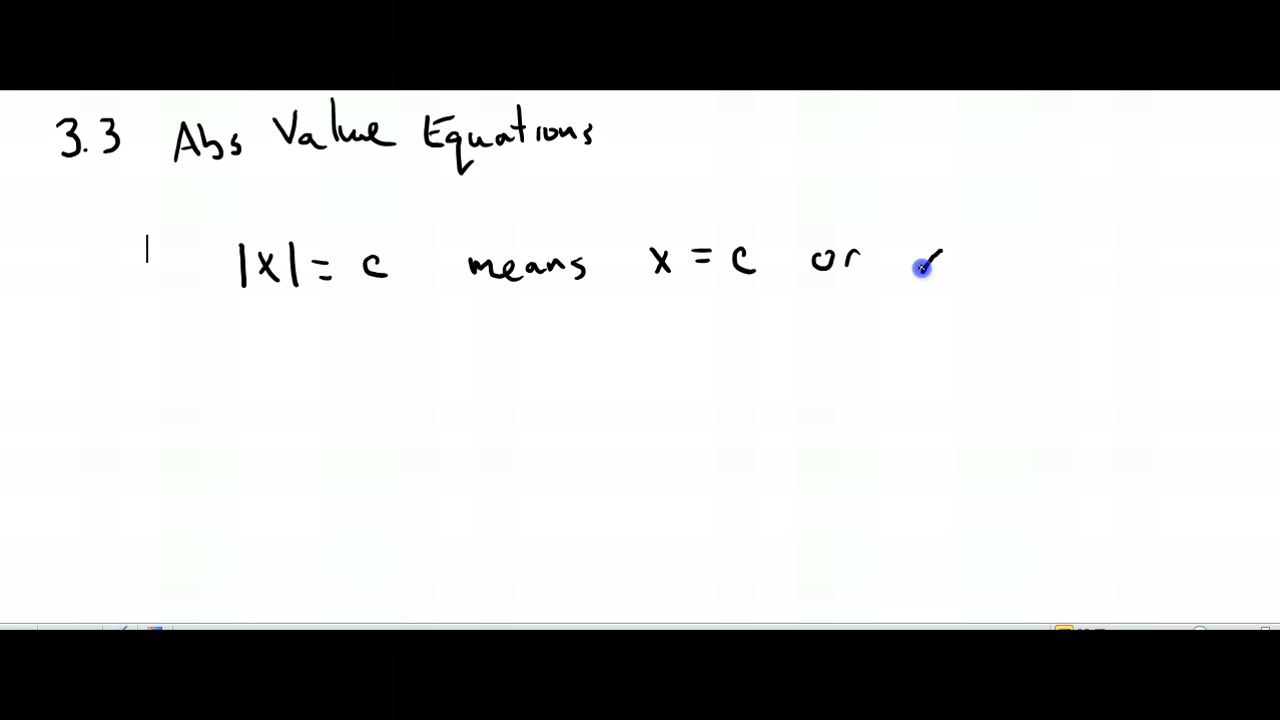 3.3 Abs Value Equations
|x| = c means x = c or